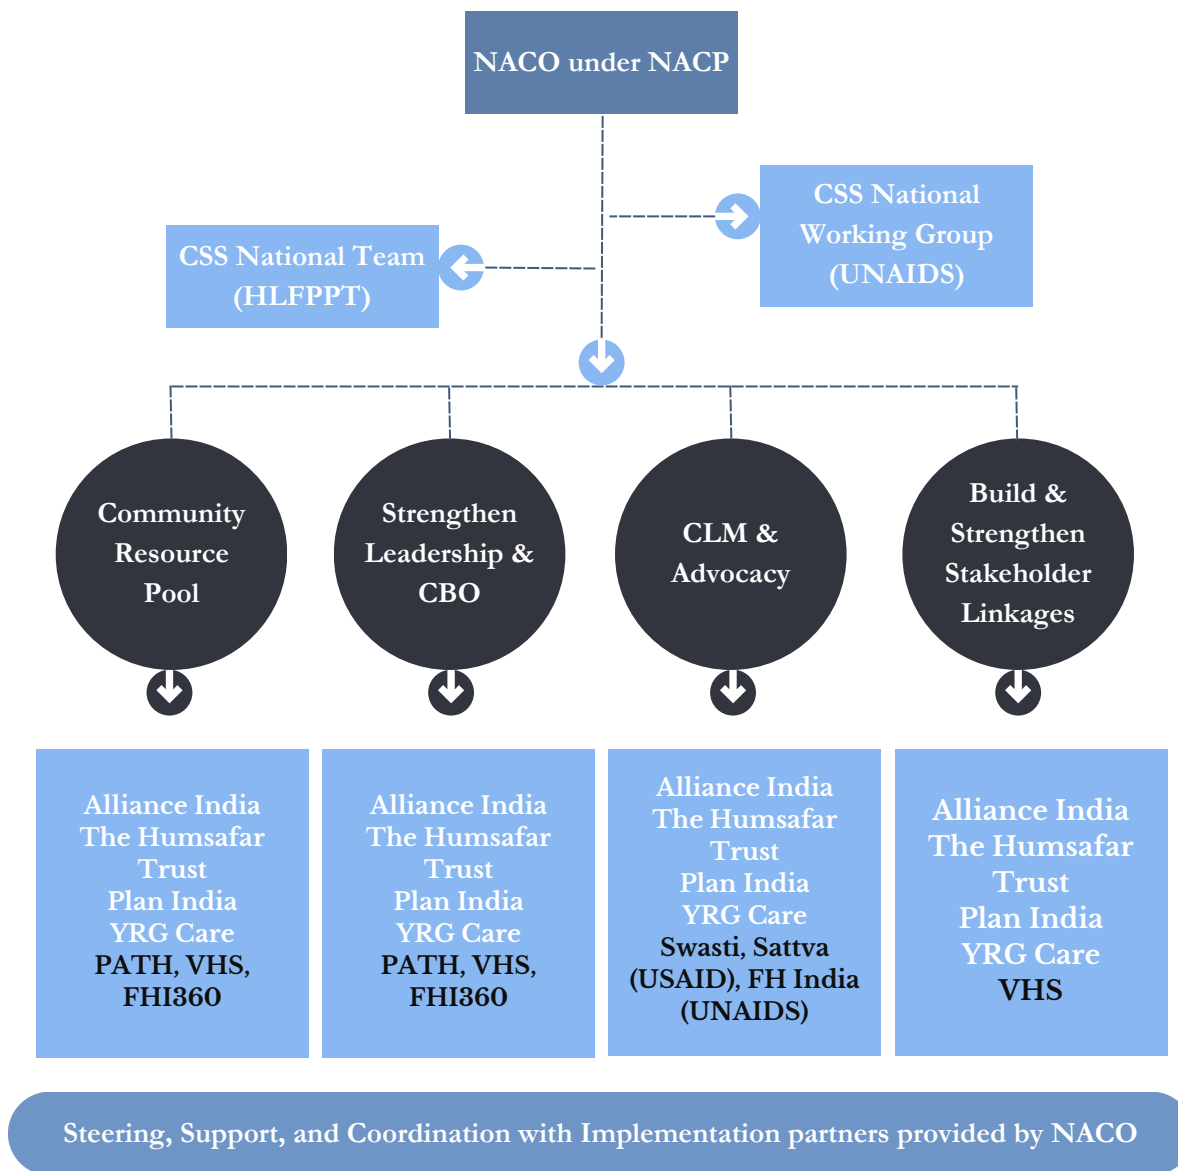 NACO under NACP
CSS National
Working Group
(UNAIDS)
CSS National Team
(HLFPPT)
Community
Resource
Pool
Strengthen
Leadership &
CBO
CLM &
Advocacy
Build &
Strengthen
Stakeholder
Linkages
Alliance India
The Humsafar
Trust
Plan India
YRG Care
PATH, VHS,
FHI360
Alliance India
The Humsafar
Trust
Plan India
YRG Care
PATH, VHS,
FHI360
Alliance India
The Humsafar
Trust
Plan India
YRG Care
Swasti, Sattva
(USAID), FH India
(UNAIDS)
Alliance India
The Humsafar
Trust
Plan India
YRG Care
VHS
Steering, Support, and Coordination with Implementation partners provided by NACO